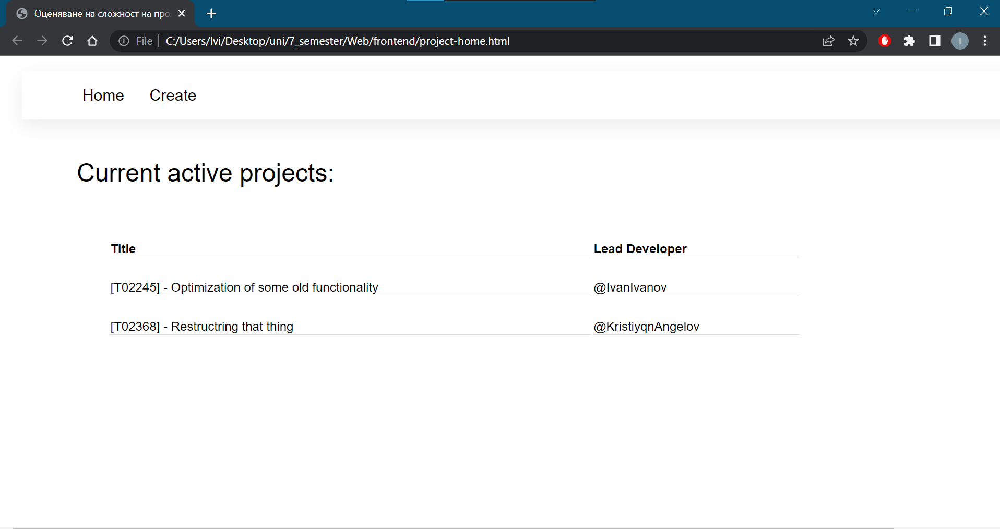 Оценяване на сложност на про
File
C:/Users/Ivi/Desktop/uni/7_semester/Web/frontend/project-home.html
I
Home Create
Current active projects:
Title Lead Developer
[T02245] - Optimization of some old functionality @IvanIvanov
[T02368] - Restructring that thing @KristiyqnAngelov